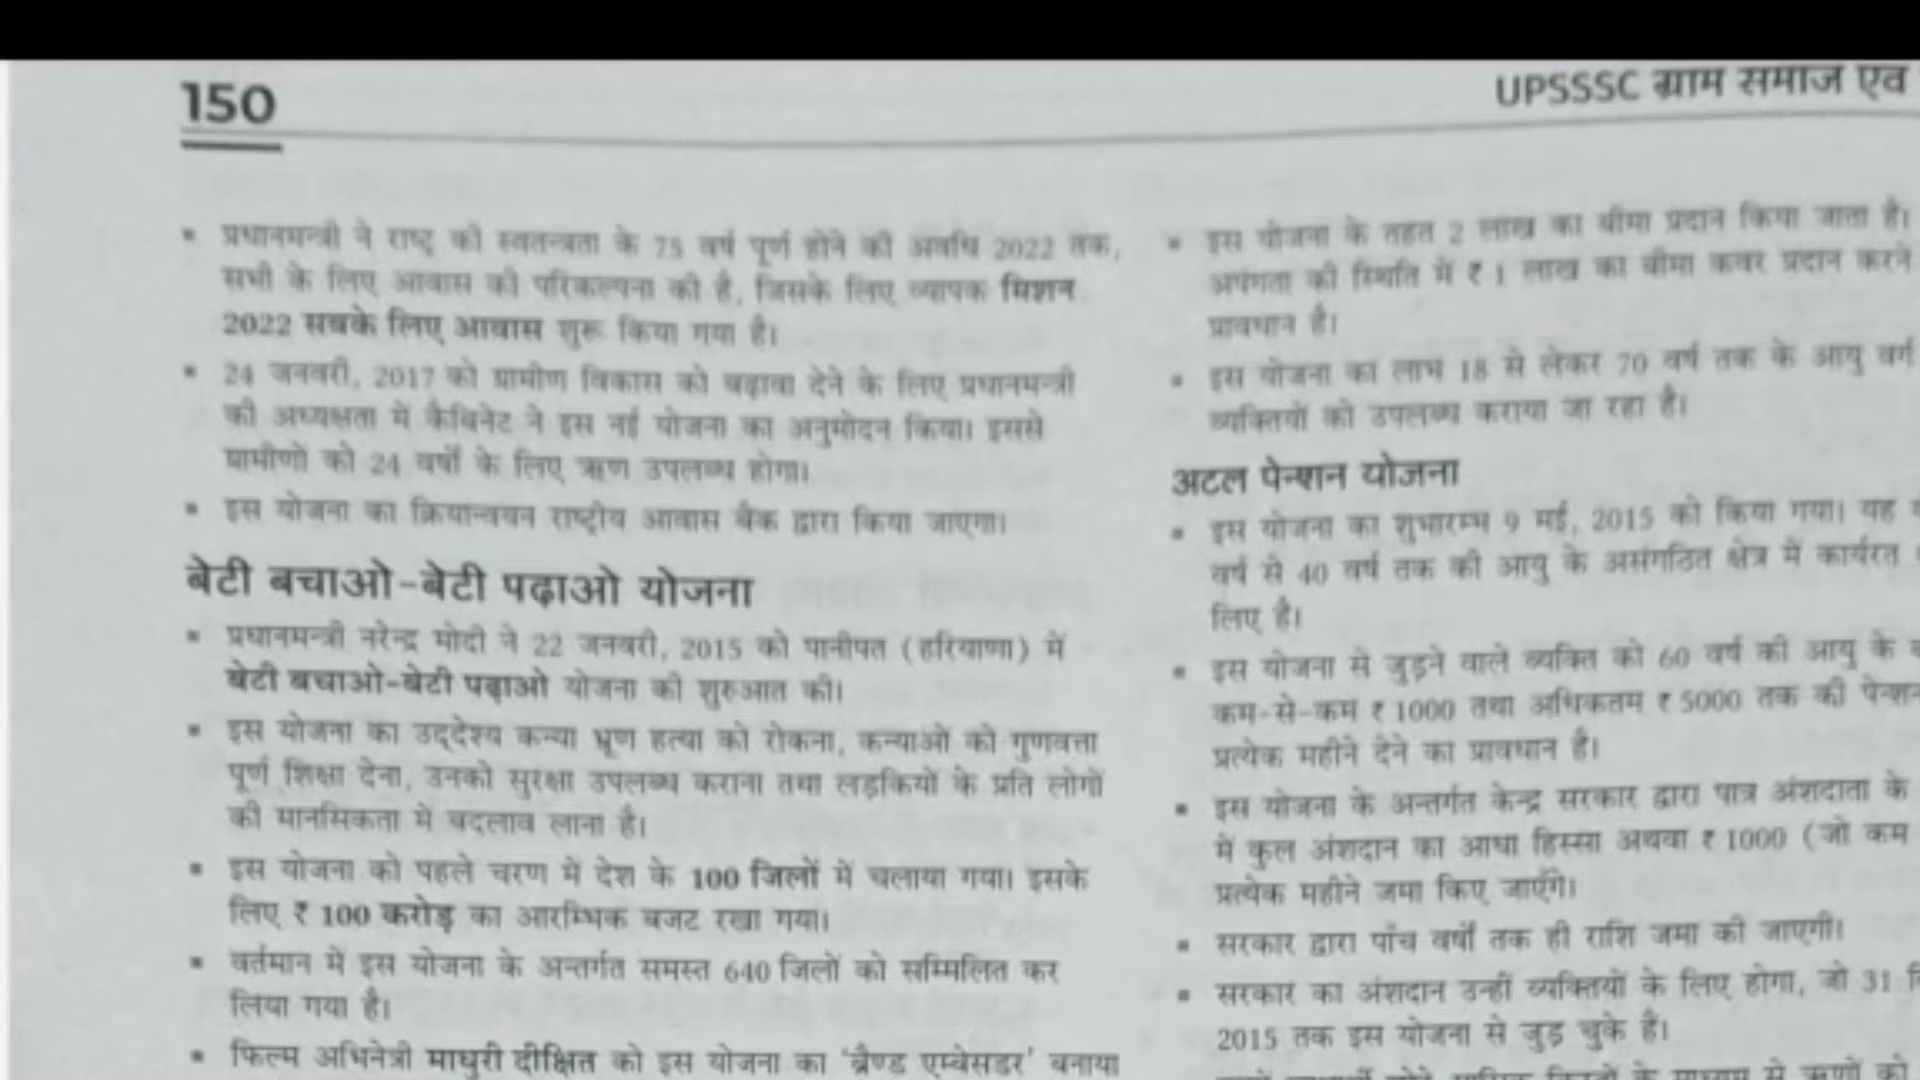 150
UPSSSC ग्राम समाज एव
▪ प्रधानमन्त्री ने राष्ट्र की स्वतन्त्रता के 75 वर्ष पूर्ण होने की अवधि 2022 तक,
सभी के लिए आवास की परिकल्पना की है, जिसके लिए व्यापक मिशन
2022 सबके लिए आवास शुरू किया गया है।
▪ 24 जनवरी, 2017 को ग्रामीण विकास को बढ़ावा देने के लिए प्रधानमन्त्री
की अध्यक्षता में कैबिनेट ने इस नई योजना का अनुमोदन किया। इससे
ग्रामीणों को 24 वर्षों के लिए ऋण उपलब्ध होगा।
▪ इस योजना का क्रियान्वयन राष्ट्रीय आवास बैंक द्वारा किया जाएगा।
बेटी बचाओ-बेटी पढ़ाओ योजना
▪ प्रधानमन्त्री नरेन्द्र मोदी ने 22 जनवरी, 2015 को पानीपत (हरियाणा) में
बेटी बचाओ-बेटी पढ़ाओ योजना की शुरुआत की।
▪ इस योजना का उद्देश्य कन्या भ्रूण हत्या को रोकना, कन्याओं को गुणवत्ता
पूर्ण शिक्षा देना, उनको सुरक्षा उपलब्ध कराना तथा लड़कियों के प्रति लोगों
की मानसिकता में बदलाव लाना है।
▪ इस योजना को पहले चरण में देश के 100 जिलों में चलाया गया। इसके
लिए ₹ 100 करोड़ का आरम्भिक बजट रखा गया।
▪ वर्तमान में इस योजना के अन्तर्गत समस्त 640 जिलों को सम्मिलित कर
लिया गया है।
▪ फिल्म अभिनेत्री माधुरी दीक्षित को इस योजना का 'ब्रैण्ड एम्बेसडर' बनाया
▪ इस योजना के तहत 2 लाख का बीमा प्रदान किया जाता है।
अपंगता की स्थिति में ₹ 1 लाख का बीमा कवर प्रदान करने
प्रावधान है।
▪ इस योजना का लाभ 18 से लेकर 70 वर्ष तक के आयु वर्ग
व्यक्तियों को उपलब्ध कराया जा रहा है।
अटल पेन्शन योजना
▪ इस योजना का शुभारम्भ 9 मई, 2015 को किया गया। यह
वर्ष से 40 वर्ष तक की आयु के असंगठित क्षेत्र में कार्यरत
लिए है।
▪ इस योजना से जुड़ने वाले व्यक्ति को 60 वर्ष की आयु के
कम-से-कम ₹ 1000 तथा अधिकतम ₹ 5000 तक की पेन्शन
प्रत्येक महीने देने का प्रावधान है।
▪ इस योजना के अन्तर्गत केन्द्र सरकार द्वारा पात्र अंशदाता के
में कुल अंशदान का आधा हिस्सा अथवा ₹ 1000 (जो कम
प्रत्येक महीने जमा किए जाएँगे।
▪ सरकार द्वारा पाँच वर्षों तक ही राशि जमा की जाएगी।
▪ सरकार का अंशदान उन्हीं व्यक्तियों के लिए होगा, जो 31
2015 तक इस योजना से जुड़ चुके है।